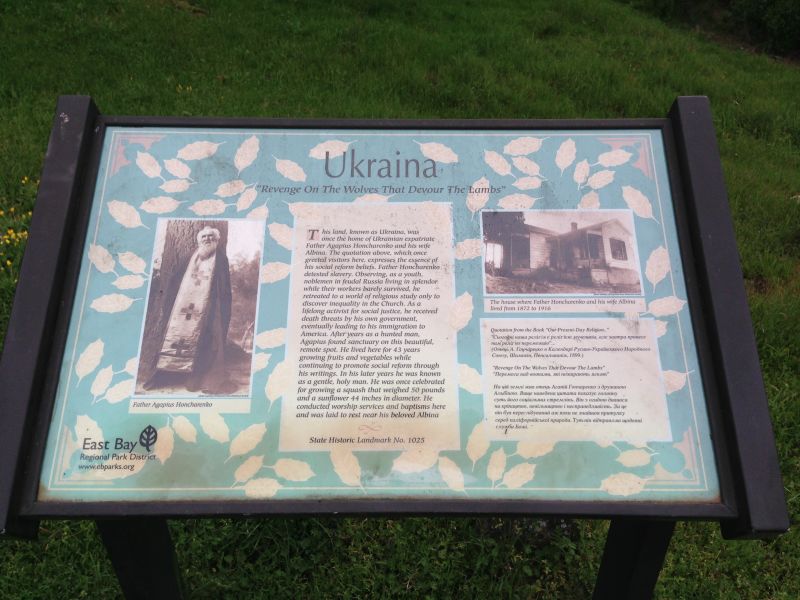 Ukraina
"Revenge On The Wolves That Devour The Lambs"
This land, known as Ukraina, was
once the home of Ukrainian expatriate
Father Agapius Honcharenko and his wife
Albina. The quotation above, which once
greeted visitors here, expresses the essence of
his social reform beliefs. Father Honcharenko
detested slavery. Observing, as a youth,
noblemen in feudal Russia living in splendor
while their workers barely survived, he
retreated to a world of religious study only to
discover inequality in the Church. As a
lifelong activist for social justice, he received
death threats by his own government,
eventually leading to his immigration to
America. After years as a hunted man,
Agapius found sanctuary on this beautiful,
remote spot. He lived here for 43 years
growing fruits and vegetables while
continuing to promote social reform through
his writings. In his later years he was known
as a gentle, holy man. He was once celebrated
for growing a squash that weighed 50 pounds
and a sunflower 44 inches in diameter. He
conducted worship services and baptisms here
and was laid to rest near his beloved Albina
State Historic Landmark No. 1025
Father Agapius Honcharenko
East Bay
Regional Park District
www.ebparks.org
The house where Father Honcharenko and his wife Albina
lived from 1872 to 1916
Quotation from the Book "Our Present-Day Religion,"
"Revenge On The Wolves That Devour The Lambs"